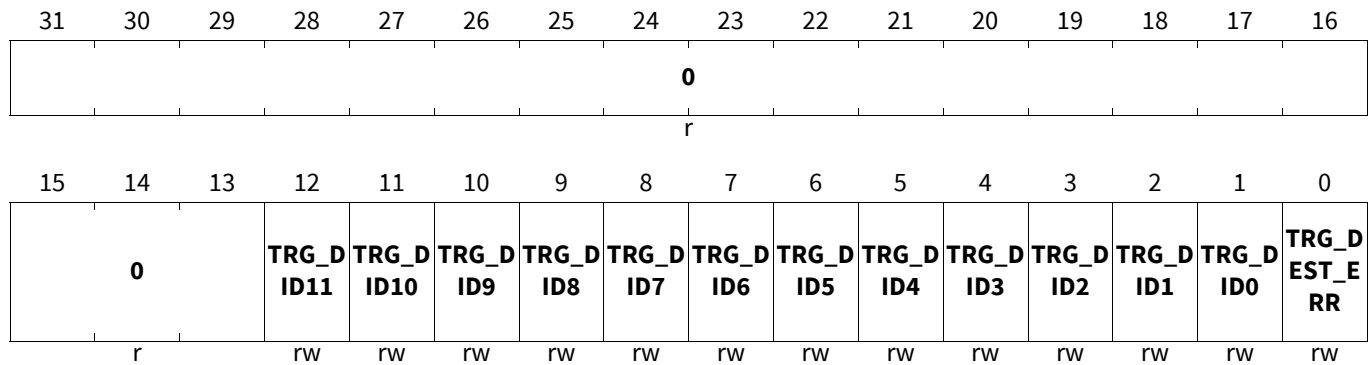 31 30 29 28 27 26 25 24 23 22 21 20 19 18 17 16
0
r
15 14 13 12 11 10 9 8 7 6 5 4 3 2 1 0
0 TRG_DID11 TRG_DID10 TRG_DID9 TRG_DID8 TRG_DID7 TRG_DID6 TRG_DID5 TRG_DID4 TRG_DID3 TRG_DID2 TRG_DID1 TRG_DID0 TRG_DEST_ERR
r rw rw rw rw rw rw rw rw rw rw rw rw rw